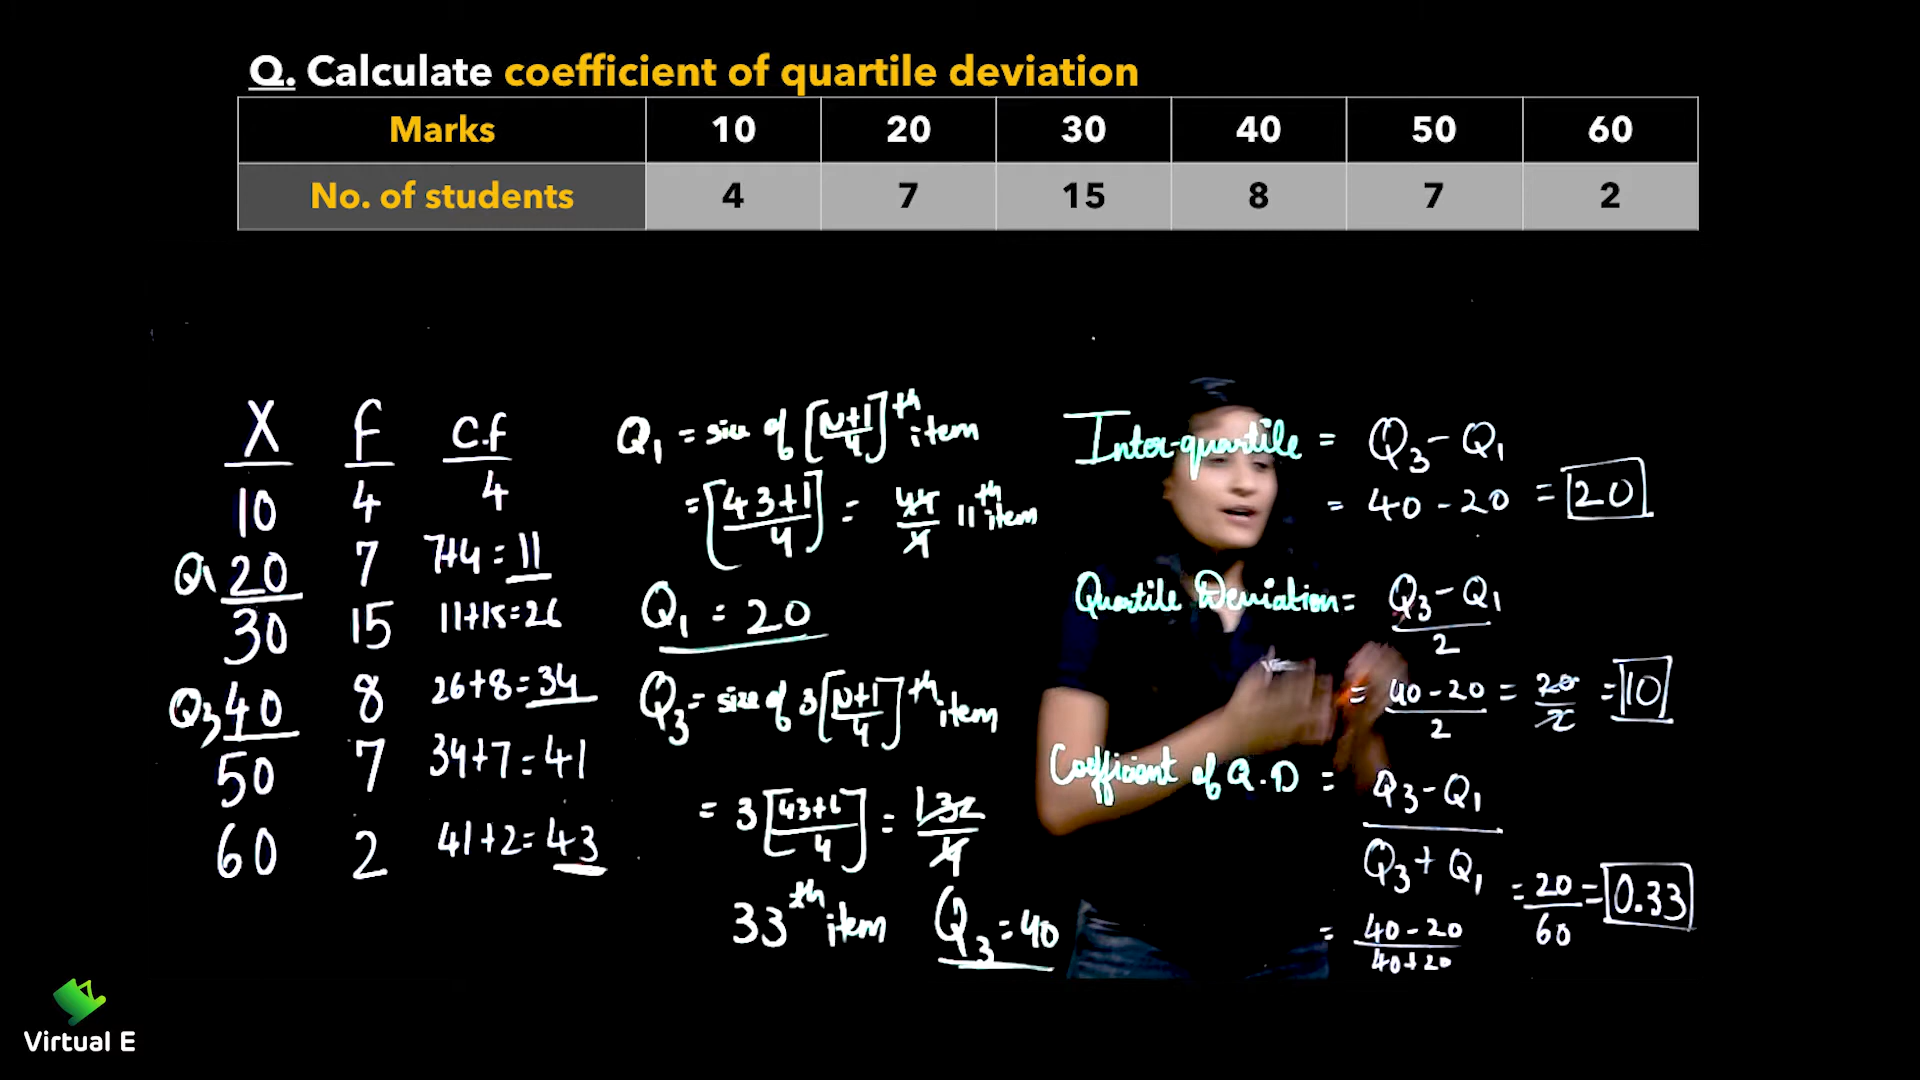 Q. Calculate coefficient of quartile deviation
Marks 10 20 30 40 50 60
No. of students 4 7 15 8 7 2
X F C.f
10 4 4
Q1 20 7 7+4 = 11
30 15 11+15=26
Q3 40 8 26+8=34
50 7 34+7=41
60 2 41+2=43
Q1 = size of [N+1/4]th item
= [43+1/4] = 44/4 11th item
Q1 = 20
Q3 = size of 3[N+1/4]th item
= 3[43+1/4] = 132/4
33th item Q3 = 40
Inter-quartile = Q3 - Q1
= 40 - 20 = 20
Quartile Deviation = Q3 - Q1/2
= 40 - 20/2 = 20/2 = 10
Coefficient of Q.D = Q3 - Q1/Q3 + Q1
= 40 - 20/40+20 = 20/60 = 0.33
Virtual E